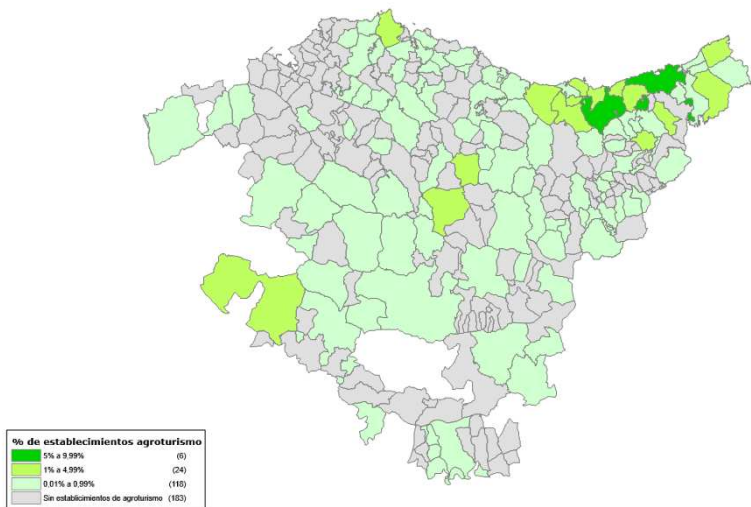 % de establecimientos agroturismo
5% a 9,99% (6)
1% a 4,99% (24)
0,01% a 0,99% (118)
Sin establecimientos de agroturismo (183)